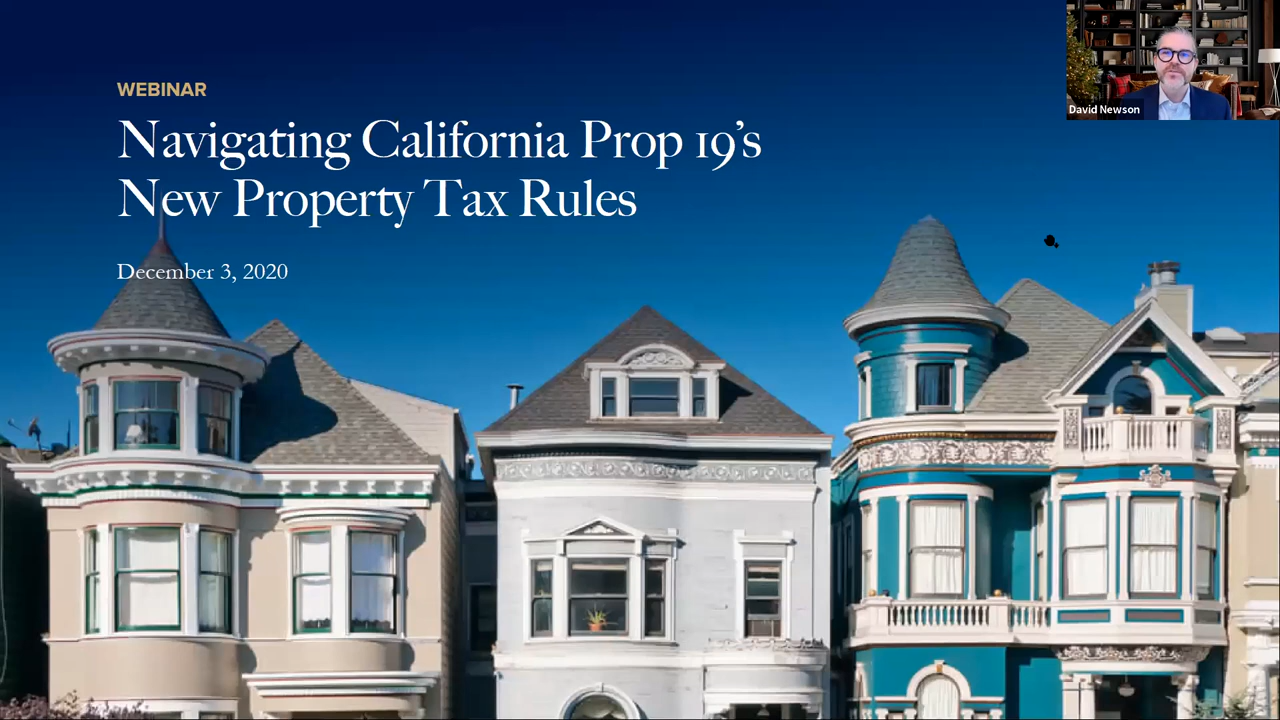 WEBINAR
Navigating California Prop 19’s
New Property Tax Rules
December 3, 2020
David Newson